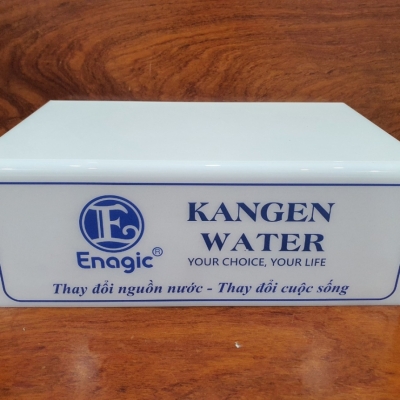 E
Enagic®
KANGEN
WATER
YOUR CHOICE, YOUR LIFE
Thay đổi nguồn nước - Thay đổi cuộc sống